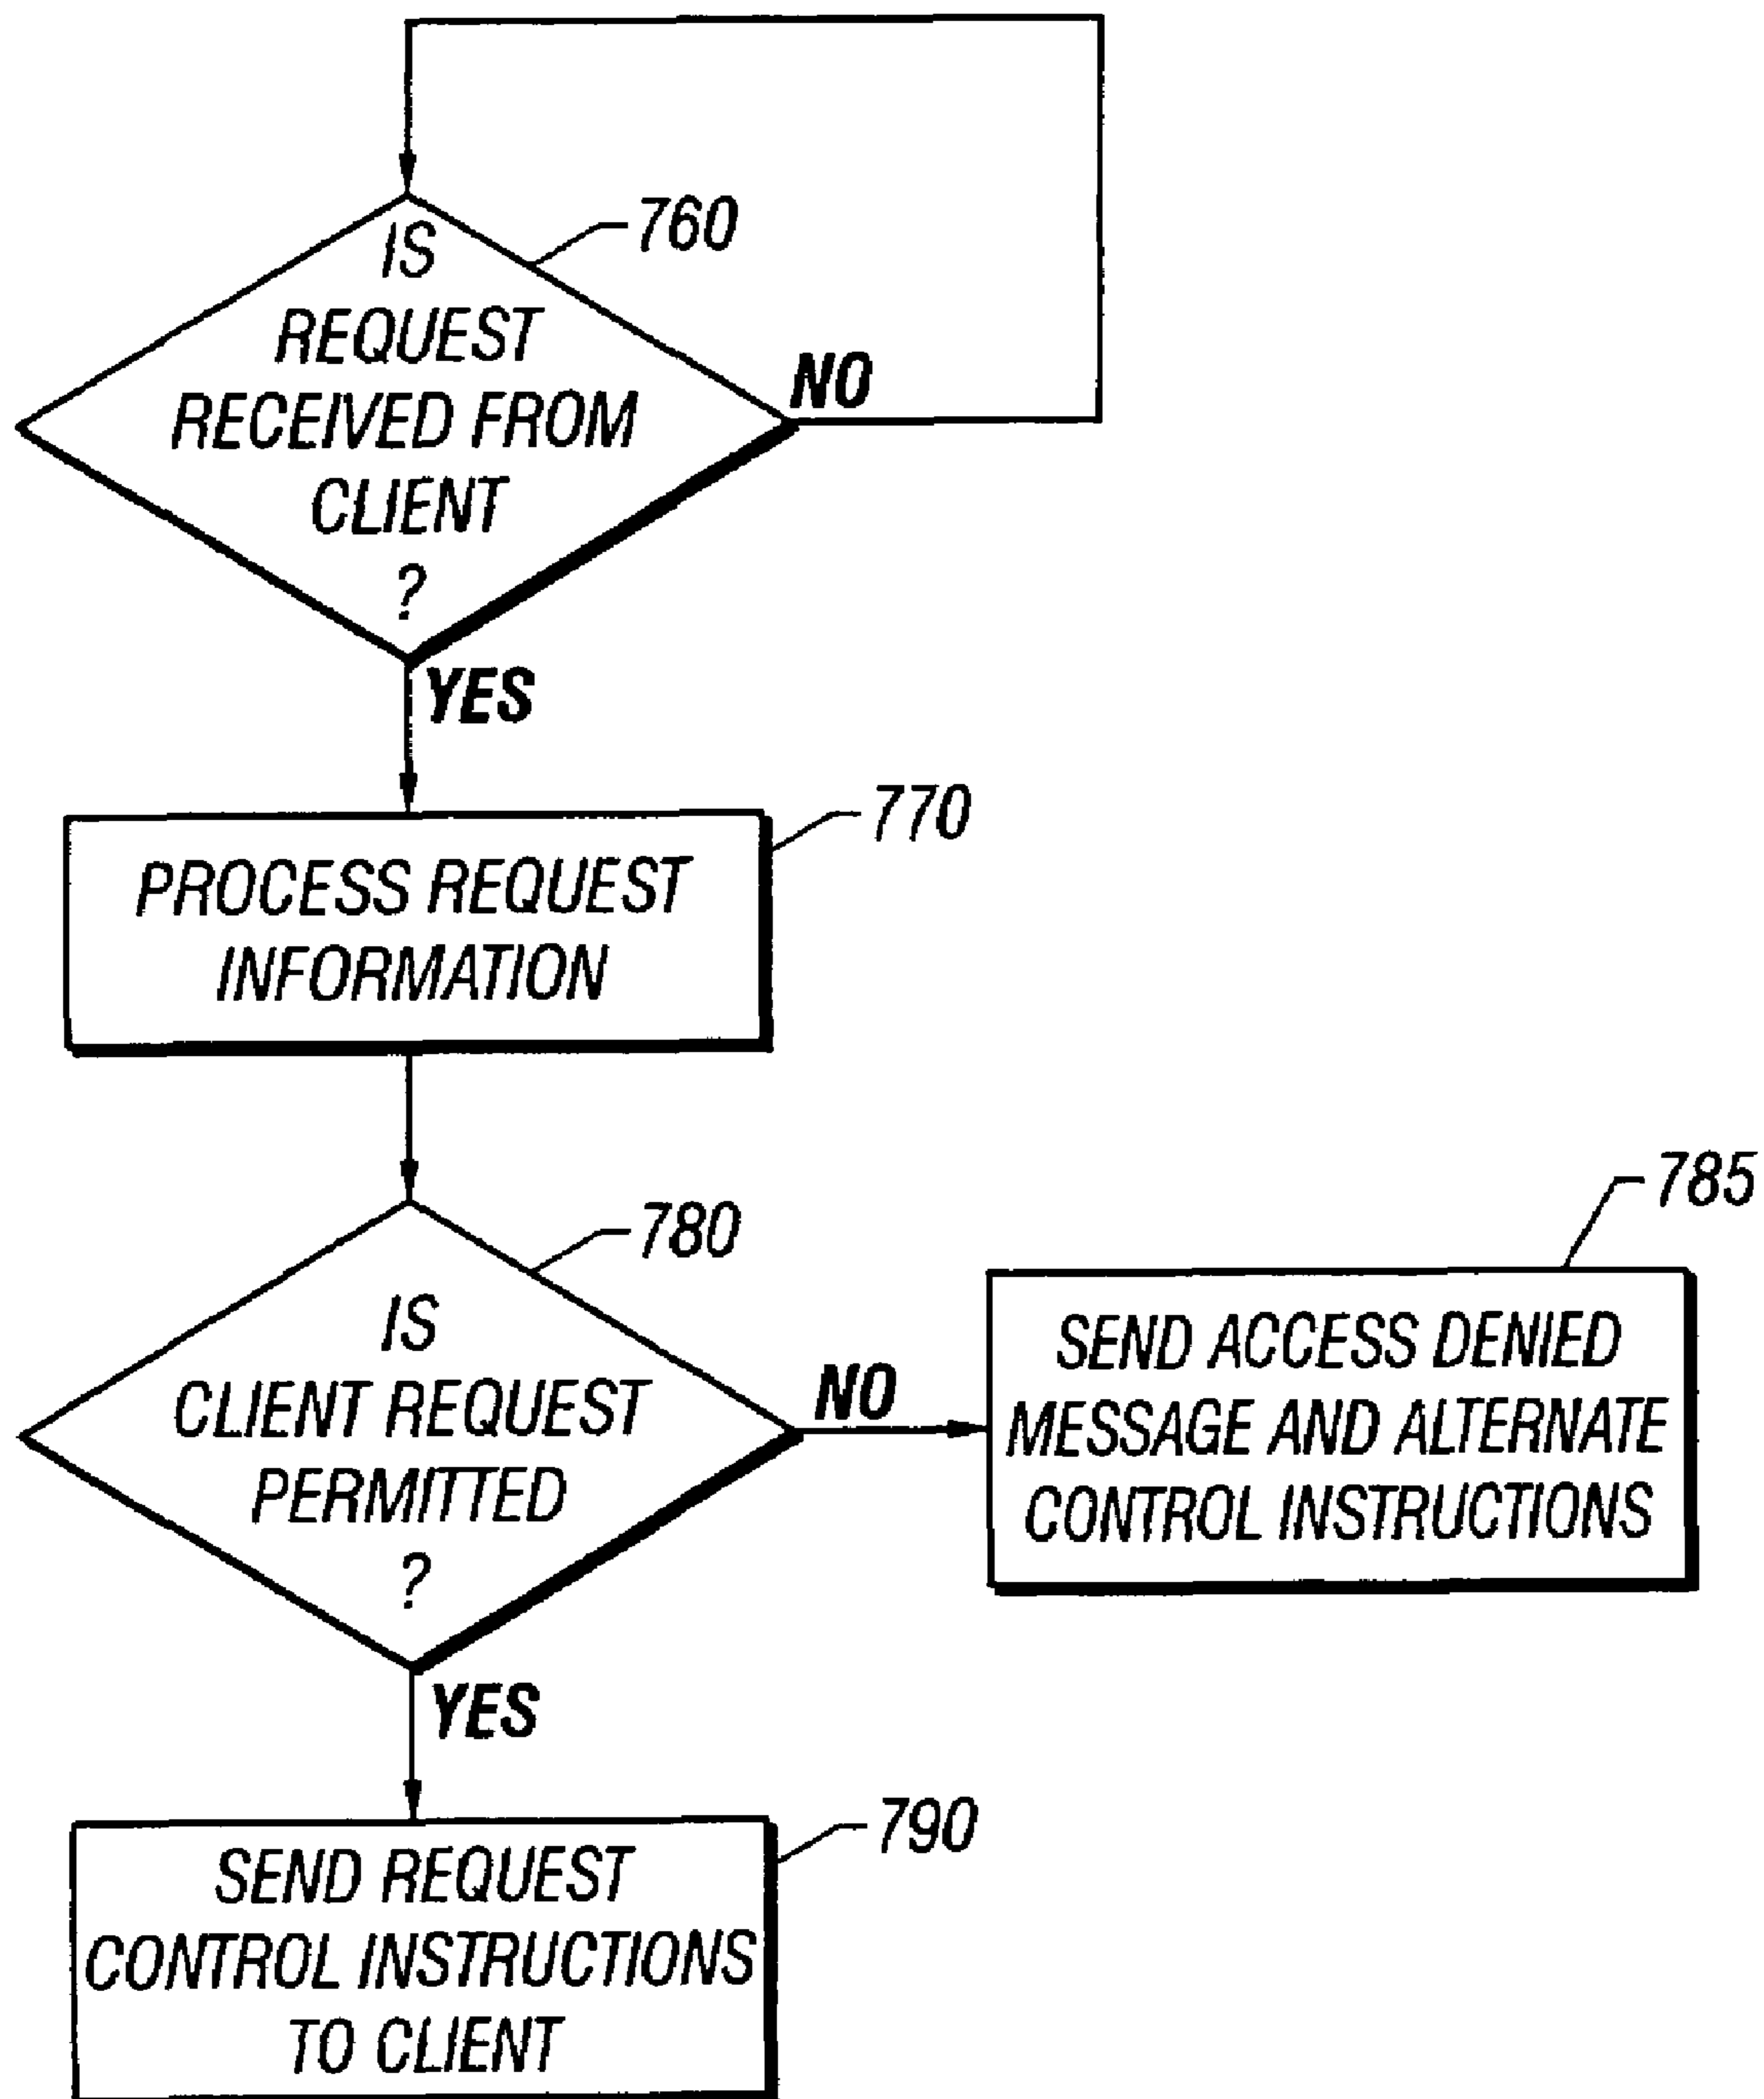 760
IS
REQUEST
RECEIVED FROM
CLIENT
?
NO
YES
770
PROCESS REQUEST
INFORMATION
780
IS
CLIENT REQUEST
PERMITTED
?
NO
785
SEND ACCESS DENIED
MESSAGE AND ALTERNATE
CONTROL INSTRUCTIONS
YES
790
SEND REQUEST
CONTROL INSTRUCTIONS
TO CLIENT